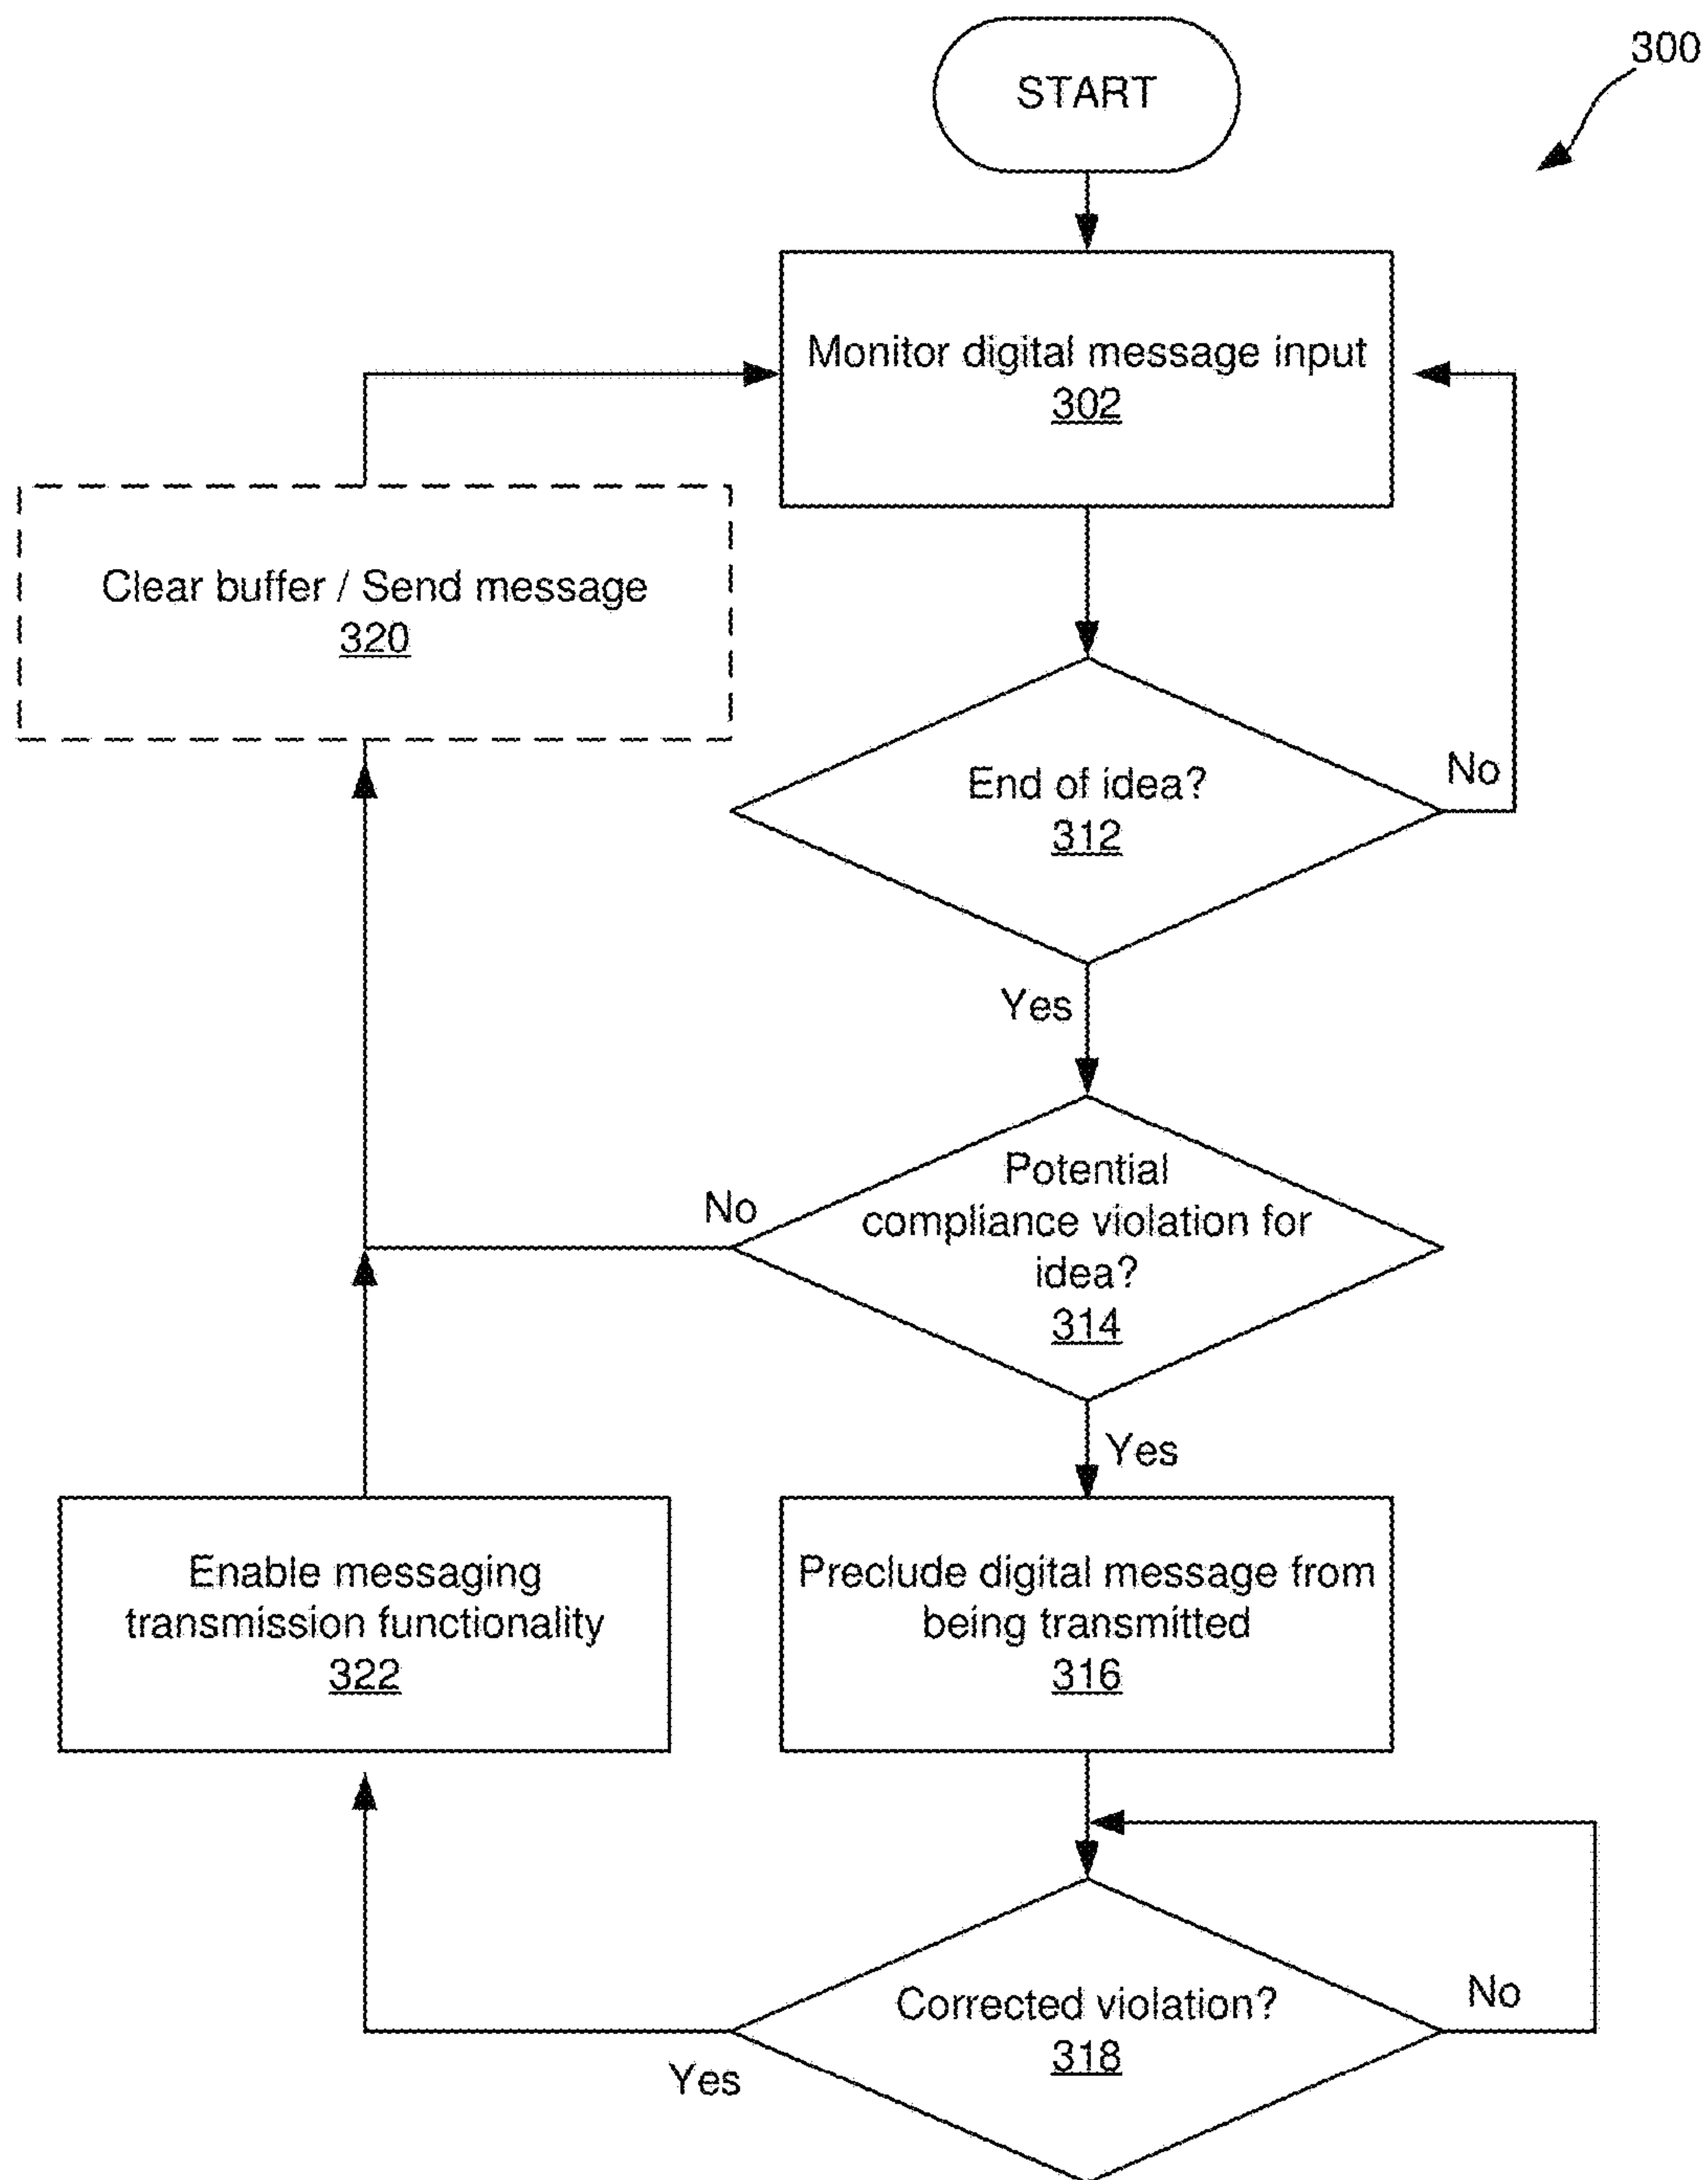 START
300
Monitor digital message input
302
Clear buffer / Send message
320
End of idea?
312
No
Yes
Potential
compliance violation for
idea?
314
No
Yes
Enable messaging
transmission functionality
322
Preclude digital message from
being transmitted
316
Corrected violation?
318
No
Yes